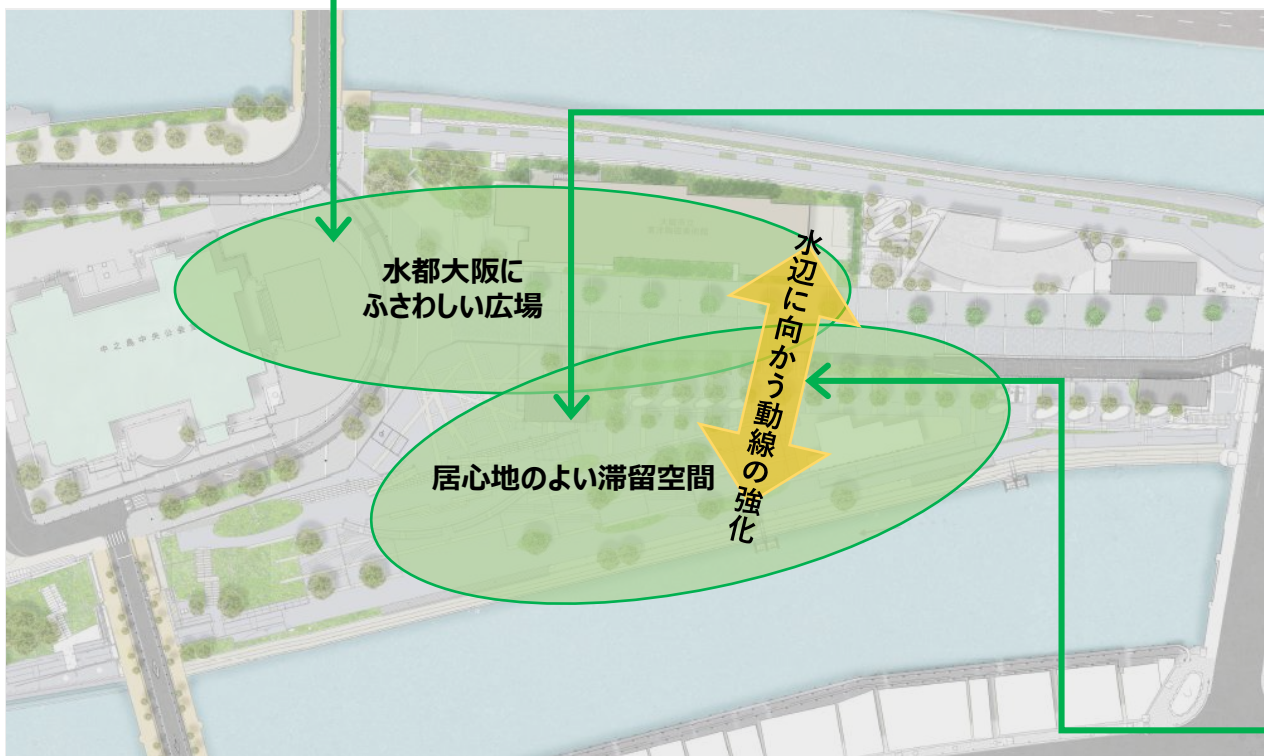 水都大阪に
ふさわしい広場
水辺に向かう動線の強化
居心地のよい滞留空間